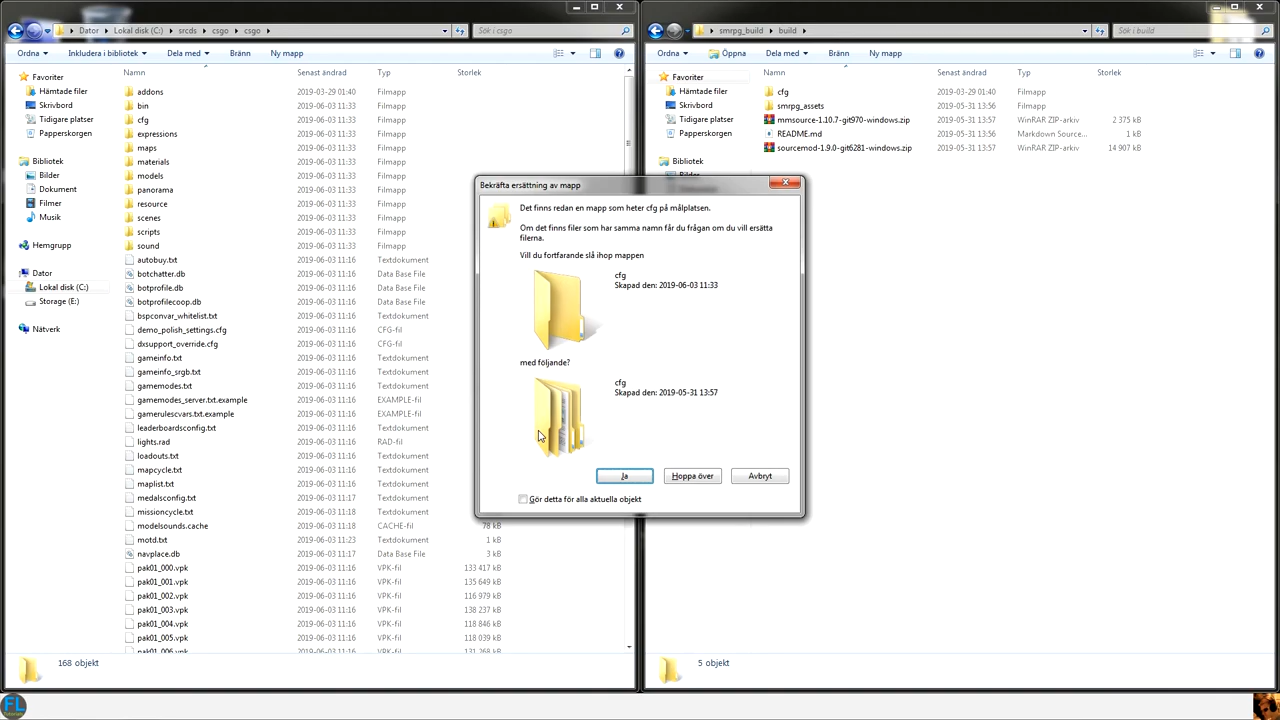 Dator ▸ Lokal disk (C:) ▸ srcds ▸ csgo ▸ csgo ▸
Sök i csgo
Ordna
Inkludera i bibliotek
Dela med
Bränn
Ny mapp
Favoriter
Hämtade filer
Skrivbord
Tidigare platser
Papperskorgen
Bibliotek
Bilder
Dokument
Filmer
Musik
Hemgrupp
Dator
Lokal disk (C:)
Storage (E:)
Nätverk
Namn Senast ändrad Typ Storlek
addons 2019-03-29 01:40 Filmapp
bin 2019-06-03 11:16 Filmapp
cfg 2019-06-03 11:16 Filmapp
expressions 2019-06-03 11:16 Filmapp
maps 2019-06-03 11:16 Filmapp
materials 2019-06-03 11:16 Filmapp
models 2019-06-03 11:16 Filmapp
panorama 2019-06-03 11:16 Filmapp
resource 2019-06-03 11:16 Filmapp
scenes 2019-06-03 11:16 Filmapp
scripts 2019-06-03 11:16 Filmapp
sound 2019-06-03 11:16 Filmapp
autobuy.txt 2019-06-03 11:16 Textdokument
botchatter.db 2019-06-03 11:16 Data Base File
botprofile.db 2019-06-03 11:16 Data Base File
botprofilecoop.db 2019-06-03 11:16 Data Base File
bspconvar_whitelist.txt 2019-06-03 11:16 Textdokument
demo_polish_settings.cfg 2019-06-03 11:16 CFG-fil
dxsupport_override.cfg 2019-06-03 11:16 CFG-fil
gameinfo.txt 2019-06-03 11:16 Textdokument
gameinfo_srgb.txt 2019-06-03 11:16 Textdokument
gamemodes.txt 2019-06-03 11:16 Textdokument
gamemodes_server.txt.example 2019-06-03 11:16 EXAMPLE-fil
gamerulescvars.txt.example 2019-06-03 11:16 EXAMPLE-fil
leaderboardsconfig.txt 2019-06-03 11:16 Textdokument
lights.rad 2019-06-03 11:16 RAD-fil
loadouts.txt 2019-06-03 11:16 Textdokument
mapcycle.txt 2019-06-03 11:16 Textdokument
maplist.txt 2019-06-03 11:16 Textdokument
medalsconfig.txt 2019-06-03 11:16 Textdokument
missioncycle.txt 2019-06-03 11:16 Textdokument
modelsounds.cache 2019-06-03 11:16 CACHE-fil 78 kB
motd.txt 2019-06-03 11:23 Textdokument 1 kB
navplace.db 2019-06-03 11:16 Data Base File 3 kB
pak01_000.vpk 2019-06-03 11:16 VPK-fil 133 417 kB
pak01_001.vpk 2019-06-03 11:16 VPK-fil 135 649 kB
pak01_002.vpk 2019-06-03 11:16 VPK-fil 116 979 kB
pak01_003.vpk 2019-06-03 11:16 VPK-fil 138 237 kB
pak01_004.vpk 2019-06-03 11:16 VPK-fil 118 846 kB
pak01_005.vpk 2019-06-03 11:16 VPK-fil 118 039 kB
pak01_006.vpk 2019-06-03 11:16 VPK-fil 131 268 kB
168 objekt
smrpg_build ▸ build ▸
Sök i build
Ordna
Öppna
Dela med
Bränn
Ny mapp
Favoriter
Hämtade filer
Skrivbord
Tidigare platser
Papperskorgen
Bibliotek
Namn Senast ändrad Typ Storlek
cfg 2019-03-29 01:40 Filmapp
smrpg_assets 2019-05-31 13:56 Filmapp
mmsource-1.10.7-git970-windows.zip 2019-05-31 13:57 WinRAR ZIP-arkiv 2 375 kB
README.md 2019-05-31 13:56 Markdown Source... 1 kB
sourcemod-1.9.0-git6281-windows.zip 2019-05-31 13:57 WinRAR ZIP-arkiv 14 907 kB
5 objekt
Bekräfta ersättning av mapp
Det finns redan en mapp som heter cfg på målplatsen.
Om det finns filer som har samma namn får du frågan om du vill ersätta
filerna.
Vill du fortfarande slå ihop mappen
cfg
Skapad den: 2019-06-03 11:33
med följande?
cfg
Skapad den: 2019-05-31 13:57
Ja
Hoppa över
Avbryt
Gör detta för alla aktuella objekt
FL